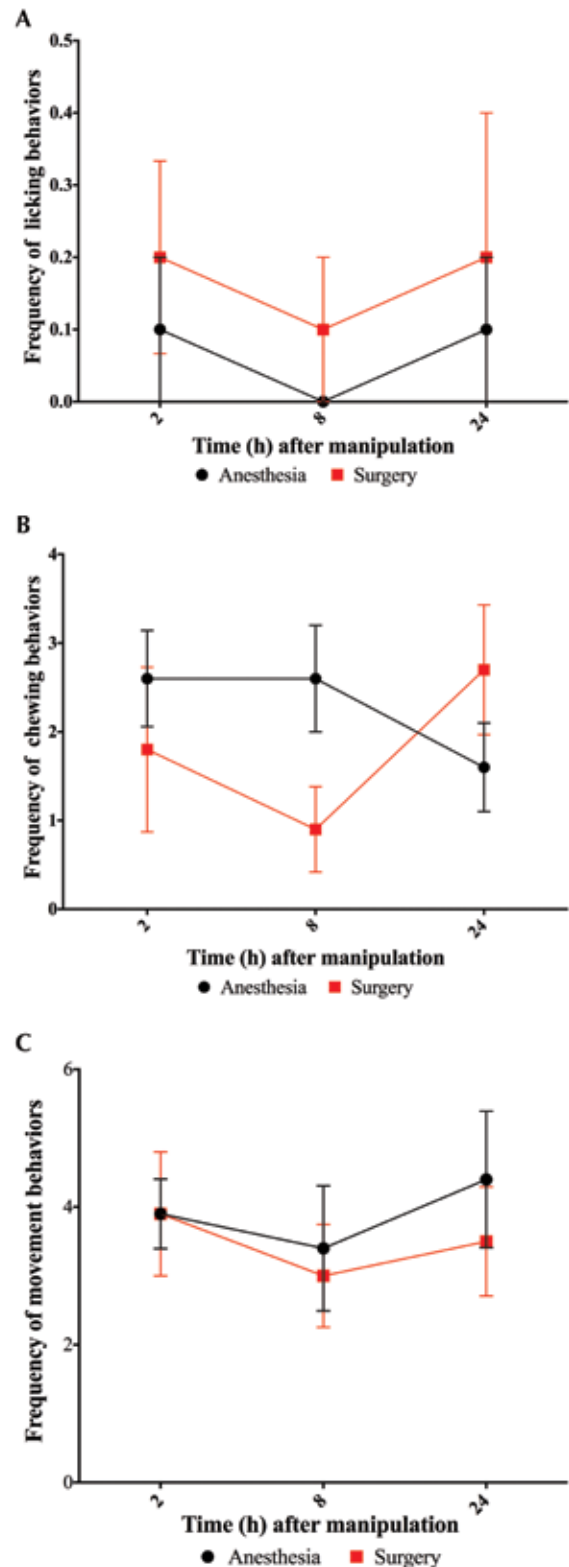 A
Frequency of licking behaviors
0.5
0.4
0.3
0.2
0.1
0.0
2
8
24
Time (h) after manipulation
Anesthesia
Surgery
B
Frequency of chewing behaviors
4
3
2
1
0
2
8
24
Time (h) after manipulation
Anesthesia
Surgery
C
Frequency of movement behaviors
6
4
2
0
2
8
24
Time (h) after manipulation
Anesthesia
Surgery